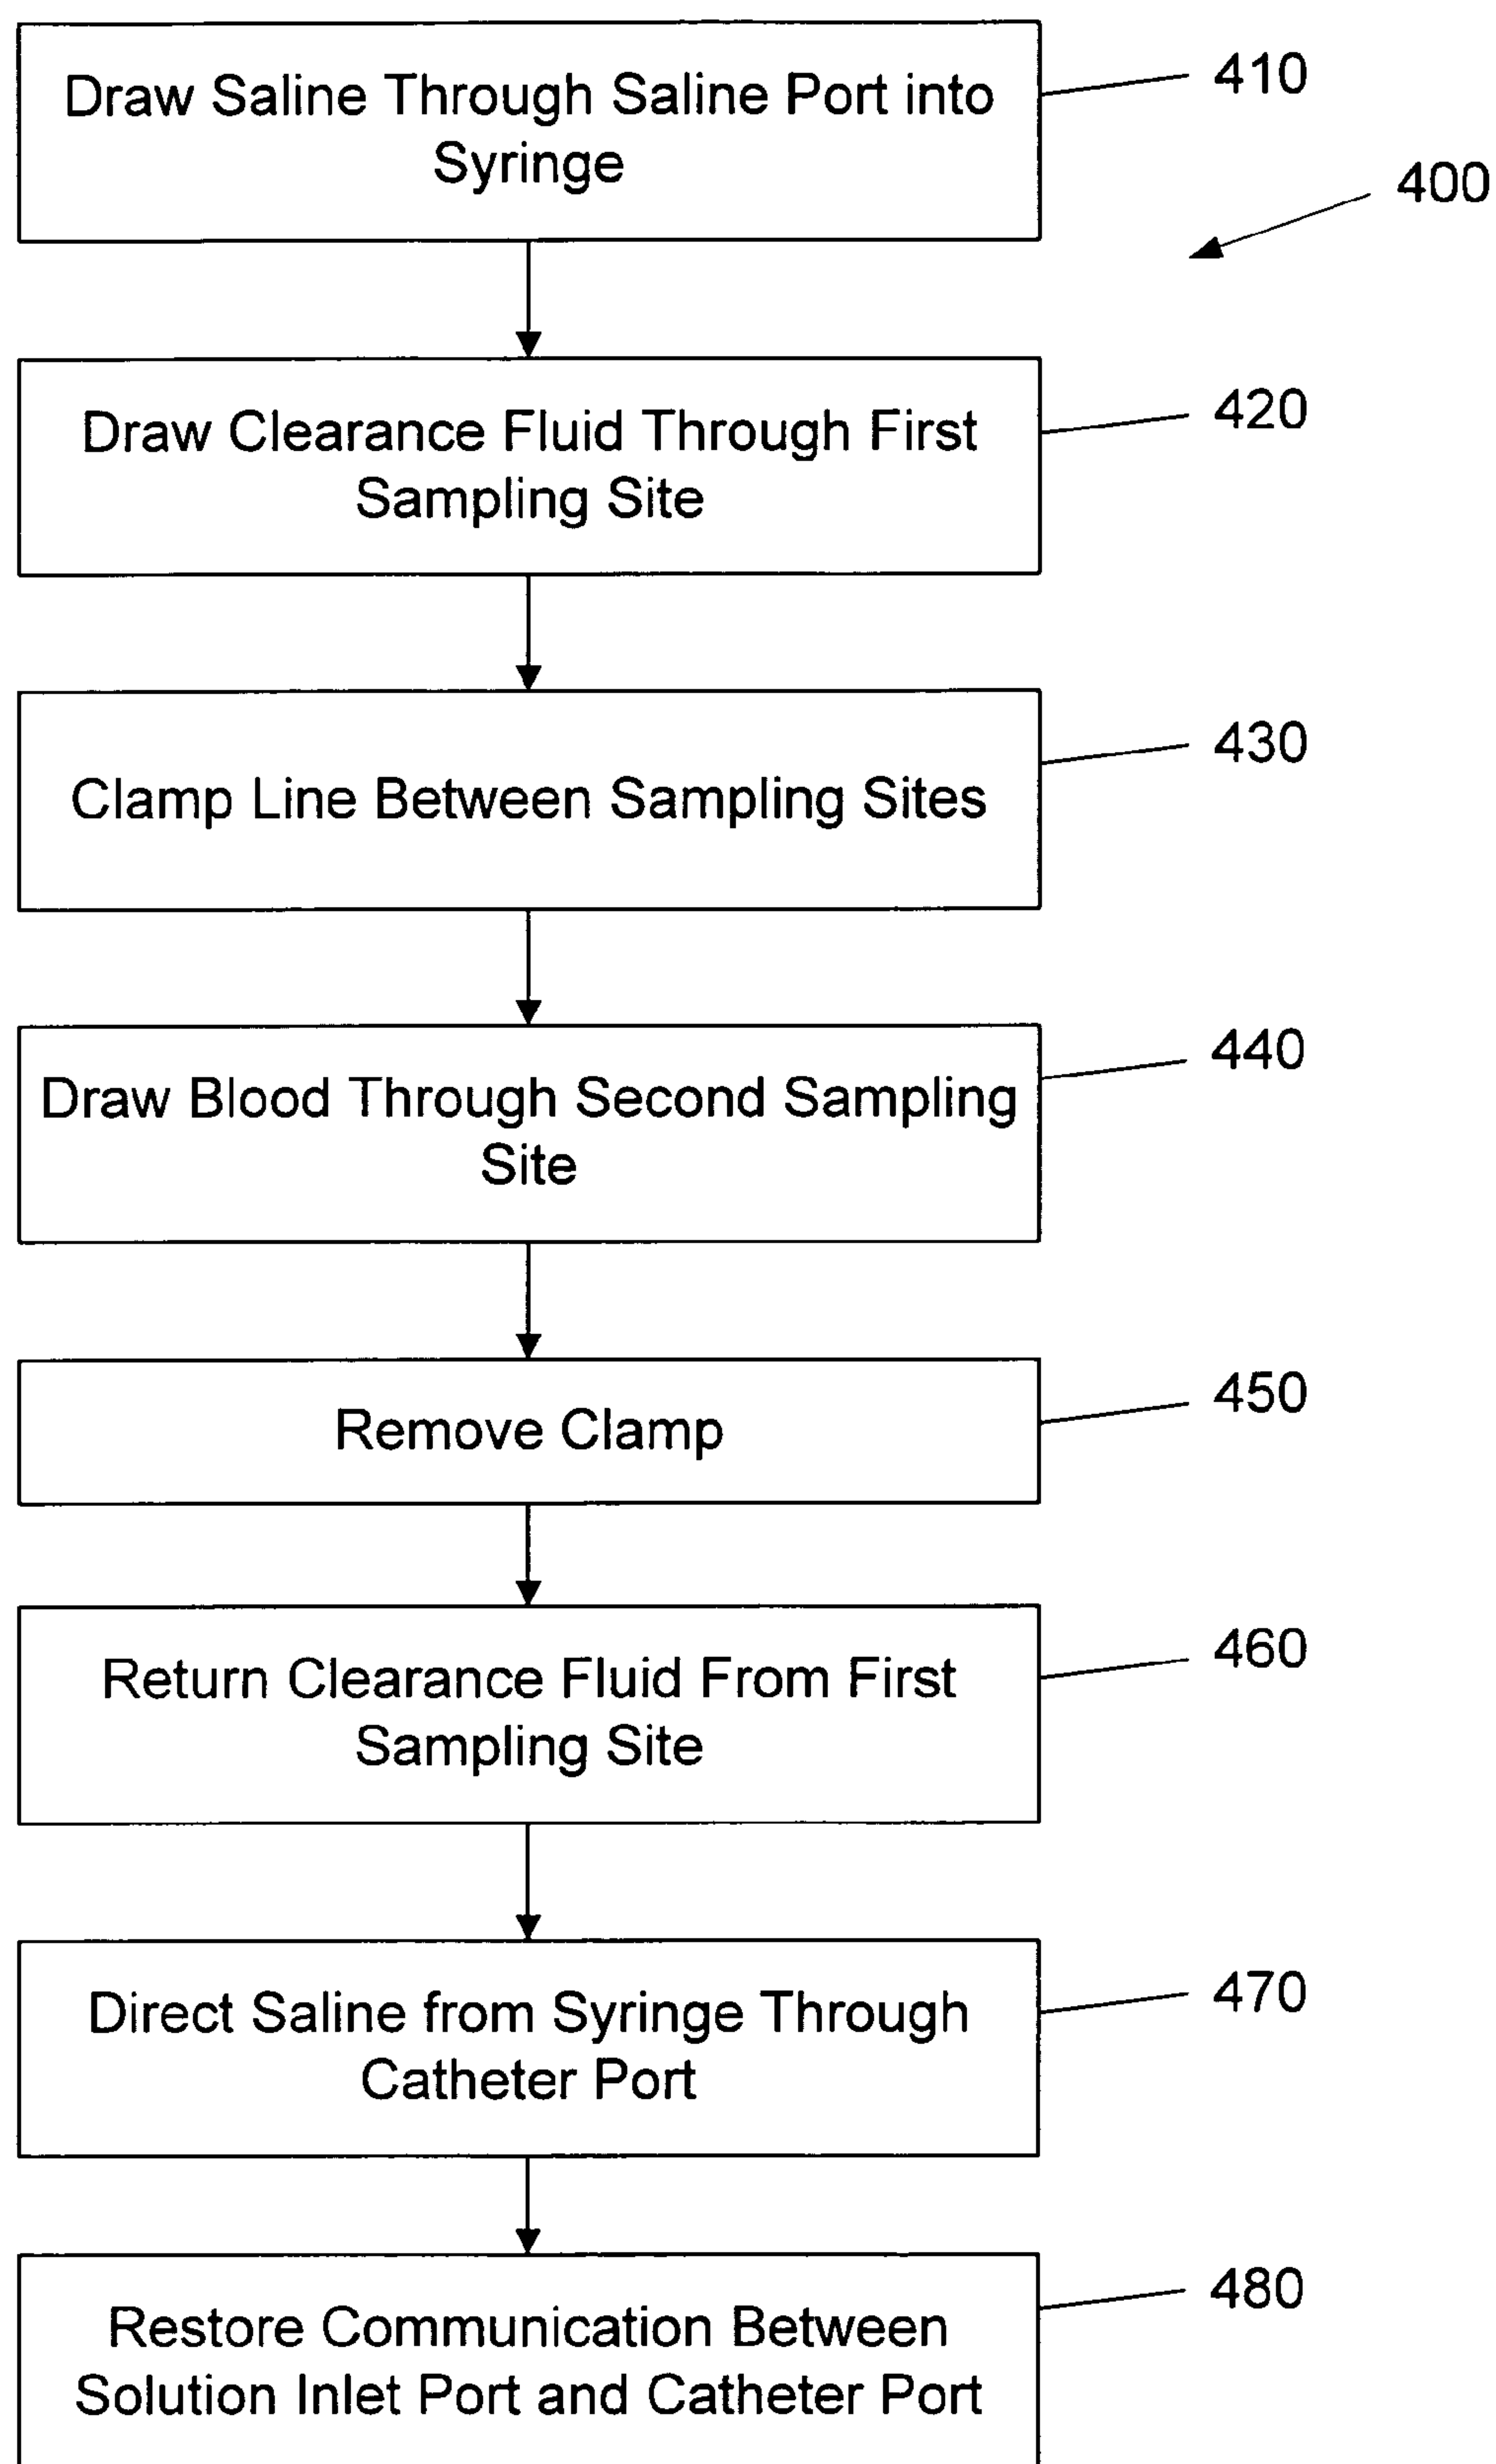 Draw Saline Through Saline Port into
Syringe
410
400
Draw Clearance Fluid Through First
Sampling Site
420
Clamp Line Between Sampling Sites
430
Draw Blood Through Second Sampling
Site
440
Remove Clamp
450
Return Clearance Fluid From First
Sampling Site
460
Direct Saline from Syringe Through
Catheter Port
470
Restore Communication Between
Solution Inlet Port and Catheter Port
480